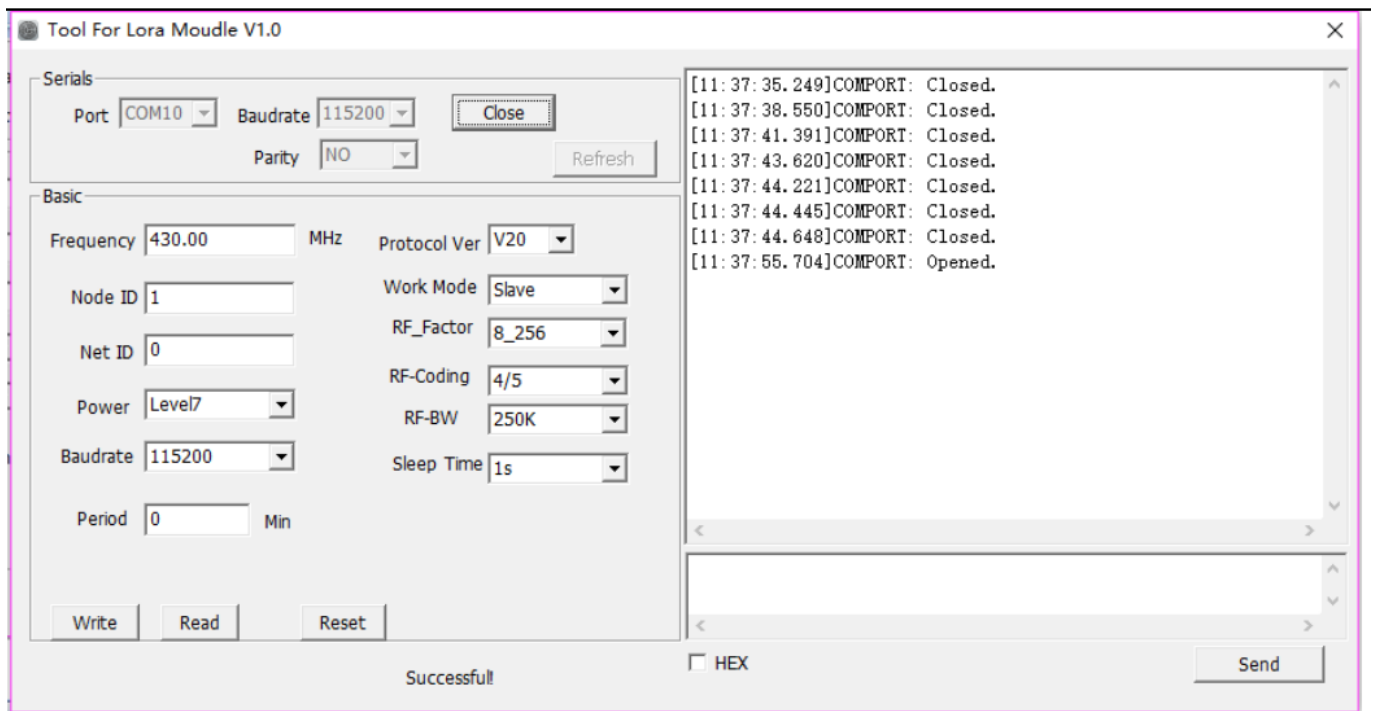 Tool For Lora Moudle V1.0
Serials
Port COM10 Baudrate 115200 Close
Parity NO Refresh
Basic
Frequency 430.00 MHz Protocol Ver V20
Node ID 1 Work Mode Slave
RF_Factor 8_256
Net ID 0
RF-Coding 4/5
Power Level7 RF-BW 250K
Baudrate 115200 Sleep Time 1s
Period 0 Min
Write Read Reset
Successful!
[11:37:35.249]COMPORT: Closed.
[11:37:38.550]COMPORT: Closed.
[11:37:41.391]COMPORT: Closed.
[11:37:43.620]COMPORT: Closed.
[11:37:44.221]COMPORT: Closed.
[11:37:44.445]COMPORT: Closed.
[11:37:44.648]COMPORT: Closed.
[11:37:55.704]COMPORT: Opened.
HEX Send